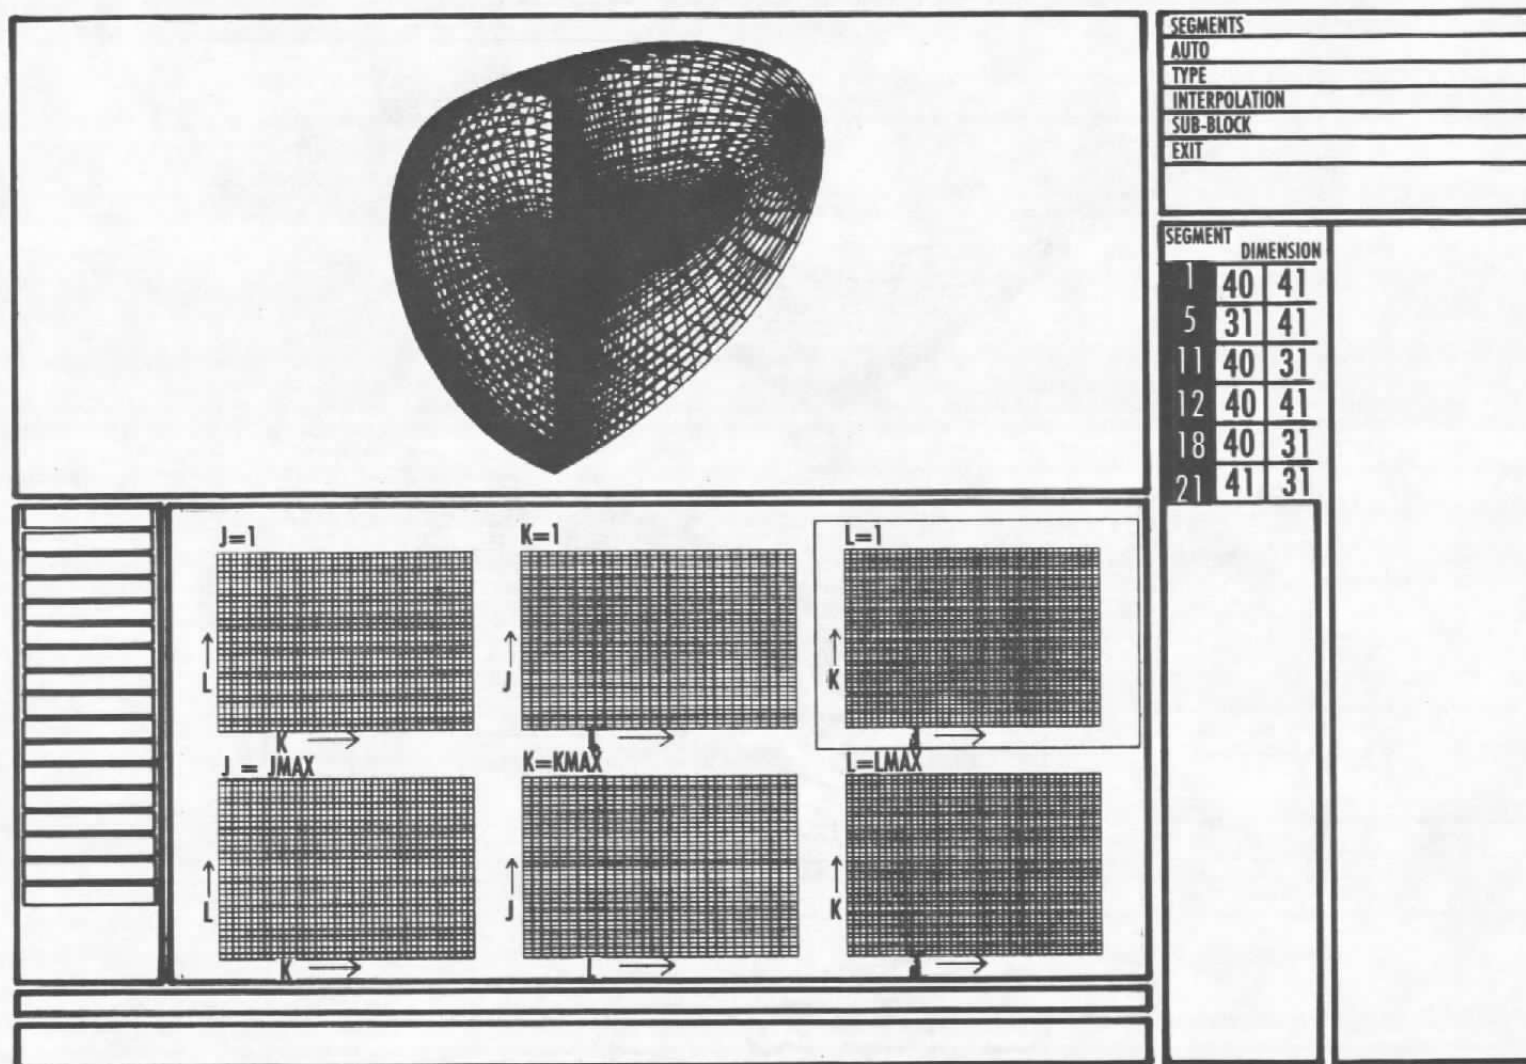 SEGMENTS
AUTO
TYPE
INTERPOLATION
SUB-BLOCK
EXIT
SEGMENT DIMENSION
1 40 41
5 31 41
11 40 31
12 40 41
18 40 31
21 41 31
J=1 K=1 L=1
L J K
K
J = JMAX K=KMAX L=LMAX
L J K
K L